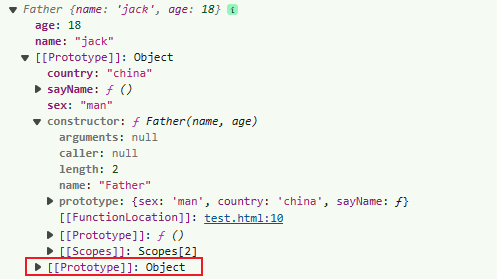 Father {name: 'jack', age: 18} i
age: 18
name: "jack"
[[Prototype]]: Object
country: "china"
sayName: ƒ ()
sex: "man"
constructor: ƒ Father(name, age)
arguments: null
caller: null
length: 2
name: "Father"
prototype: {sex: 'man', country: 'china', sayName: ƒ}
[[FunctionLocation]]: test.html:10
[[Prototype]]: ƒ ()
[[Scopes]]: Scopes[2]
[[Prototype]]: Object